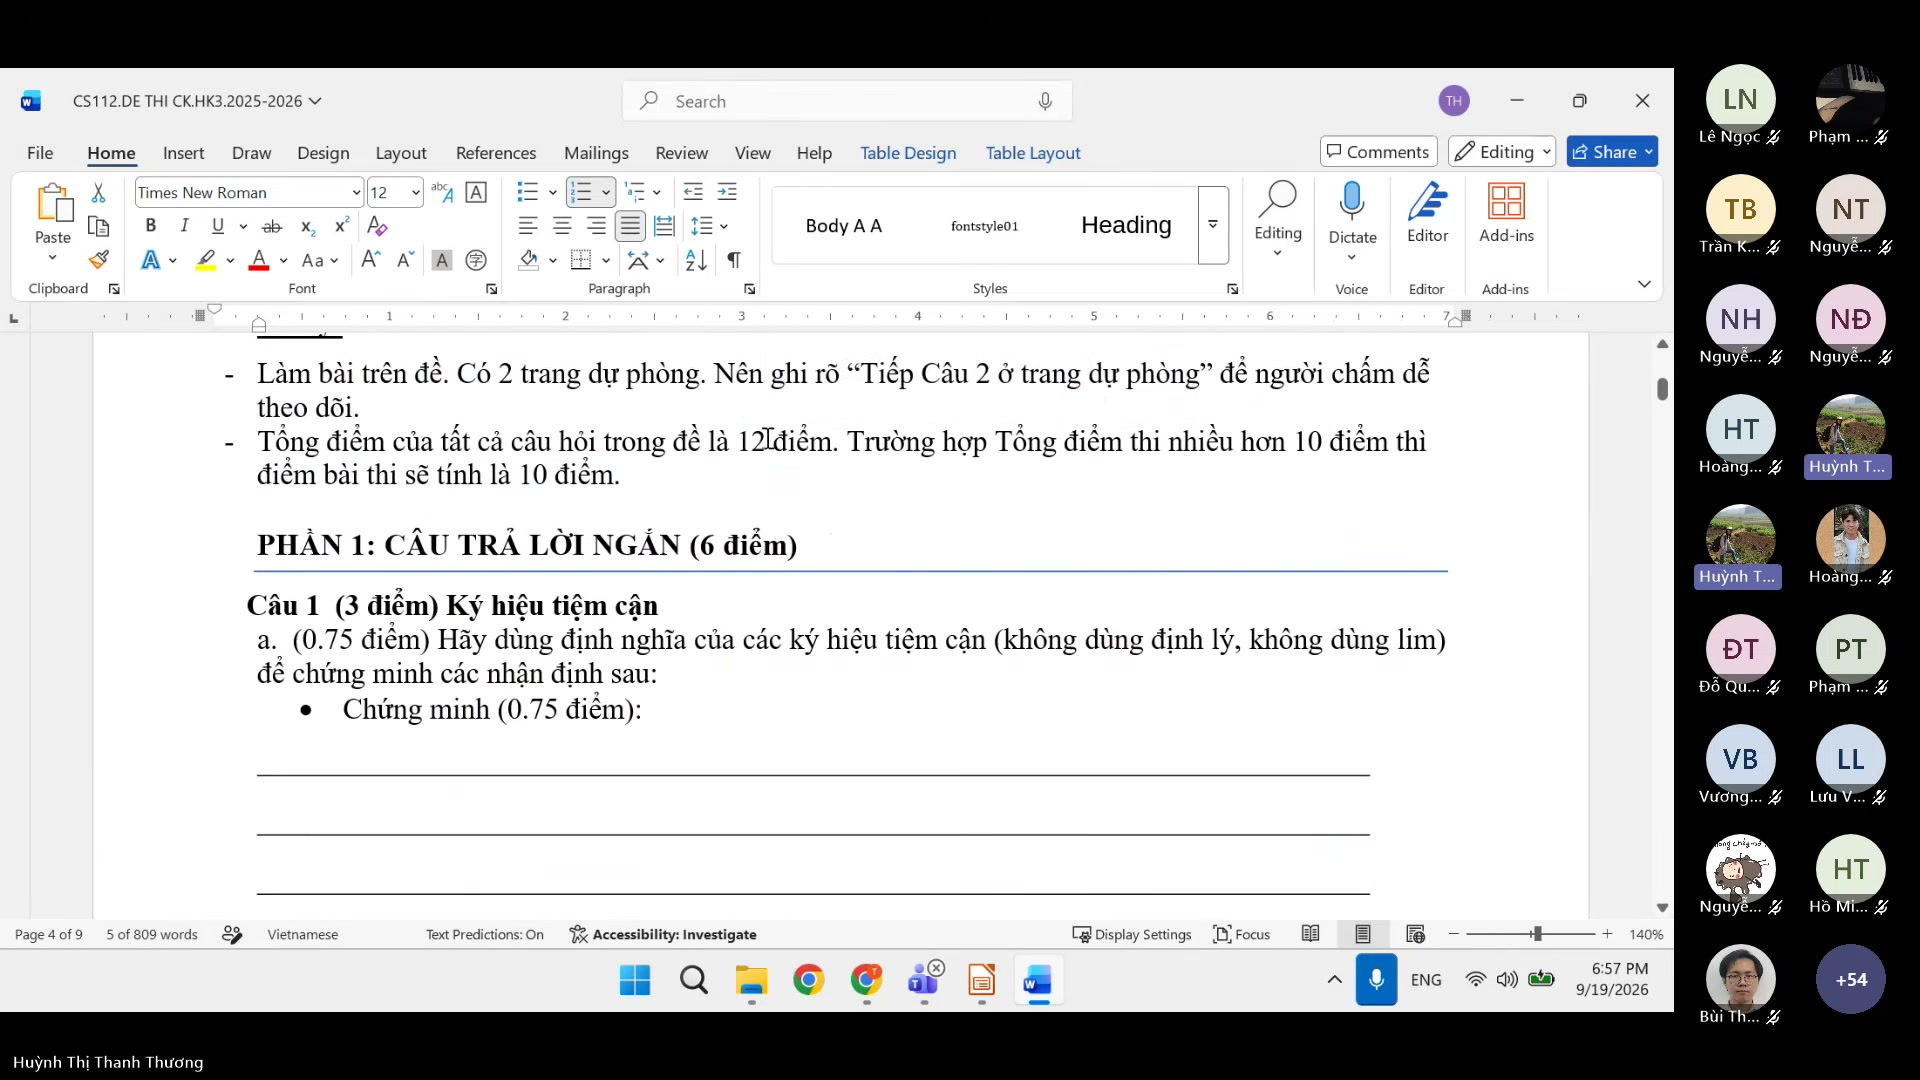 CS112.DE THI CK.HK3.2025-2026
Search
TH
File Home Insert Draw Design Layout References Mailings Review View Help Table Design Table Layout
Comments Editing Share
Paste
Times New Roman 12
Body A A
fontstyle01
Heading
Editing
Dictate
Editor
Add-ins
Clipboard Font Paragraph Styles Voice Editor Add-ins
1 2 3 4 5 6 7
- Làm bài trên đề. Có 2 trang dự phòng. Nên ghi rõ “Tiếp Câu 2 ở trang dự phòng” để người chấm dễ
theo dõi.
- Tổng điểm của tất cả câu hỏi trong đề là 12 điểm. Trường hợp Tổng điểm thi nhiều hơn 10 điểm thì
điểm bài thi sẽ tính là 10 điểm.
PHẦN 1: CÂU TRẢ LỜI NGẮN (6 điểm)
Câu 1 (3 điểm) Ký hiệu tiệm cận
a. (0.75 điểm) Hãy dùng định nghĩa của các ký hiệu tiệm cận (không dùng định lý, không dùng lim)
để chứng minh các nhận định sau:
• Chứng minh (0.75 điểm):
Page 4 of 9 5 of 809 words Vietnamese Text Predictions: On Accessibility: Investigate Display Settings Focus 140%
ENG
6:57 PM
9/19/2026
Huỳnh Thị Thanh Thương
LN
Lê Ngọc
Phạm ...
TB
Trần K...
NT
Nguyễ...
NH
Nguyễ...
NĐ
Nguyễ...
HT
Hoàng...
Huỳnh T...
Huỳnh T...
Hoàng...
ĐT
Đỗ Qu...
PT
Phạm ...
VB
Vương...
LL
Lưu V...
Nguyễ...
HT
Hồ Mi...
Bùi Th...
+54